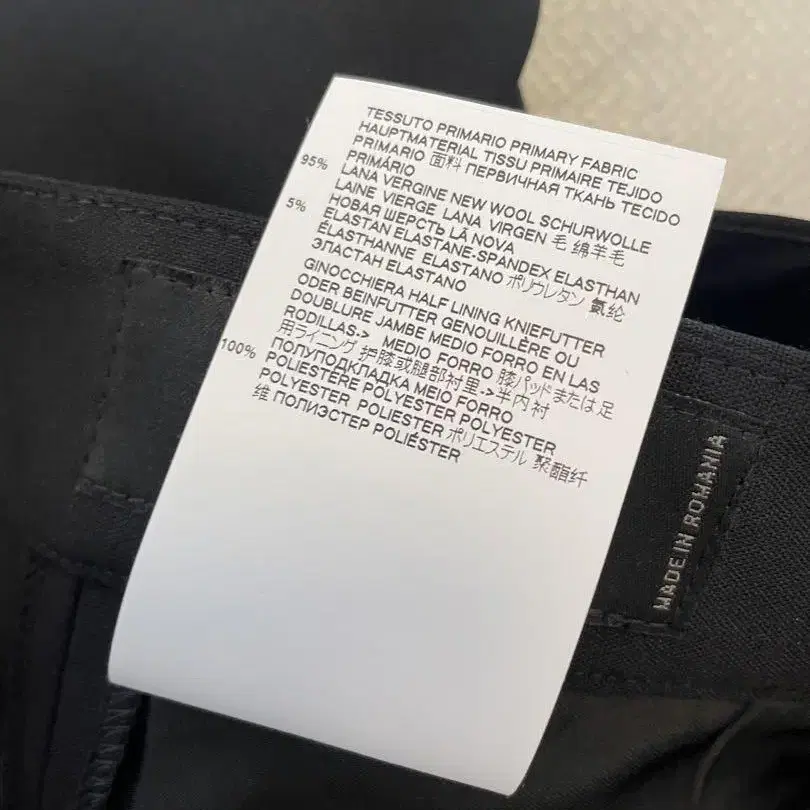 TESSUTO PRIMARIO PRIMARY FABRIC
HAUPTMATERIAL TISSU PRIMAIRE TEJIDO
PRIMARIO 面料 ПЕРВИЧНАЯ ТКАНЬ TECIDO
PRIMÁRIO
95% LANA VERGINE NEW WOOL SCHURWOLLE
LAINE VIERGE LANA VIRGEN 毛 绵羊毛
НОВАЯ ШЕРСТЬ LÃ NOVA
5% ELASTAN ELASTANE-SPANDEX ELASTHAN
ÉLASTHANNE ELASTANO ポリウレタン 氨纶
ЭЛАСТАН ELASTANO
GINOCCHIERA HALF LINING KNIEFUTTER
ODER BEINFUTTER GENOUILLÈRE OU
DOUBLURE JAMBE MEDIO FORRO EN LAS
RODILLAS-> MEDIO FORRO 膝パッドまたは足
用ライニング 护膝或腿部衬里->半内衬
ПОЛУПОДКЛАДКА MEIO FORRO
100% POLIESTERE POLYESTER POLYESTER
POLYESTER POLIÉSTER ポリエステル 聚酯纤
维 ПОЛИЭСТЕР POLIÉSTER
MADE IN ROMANIA